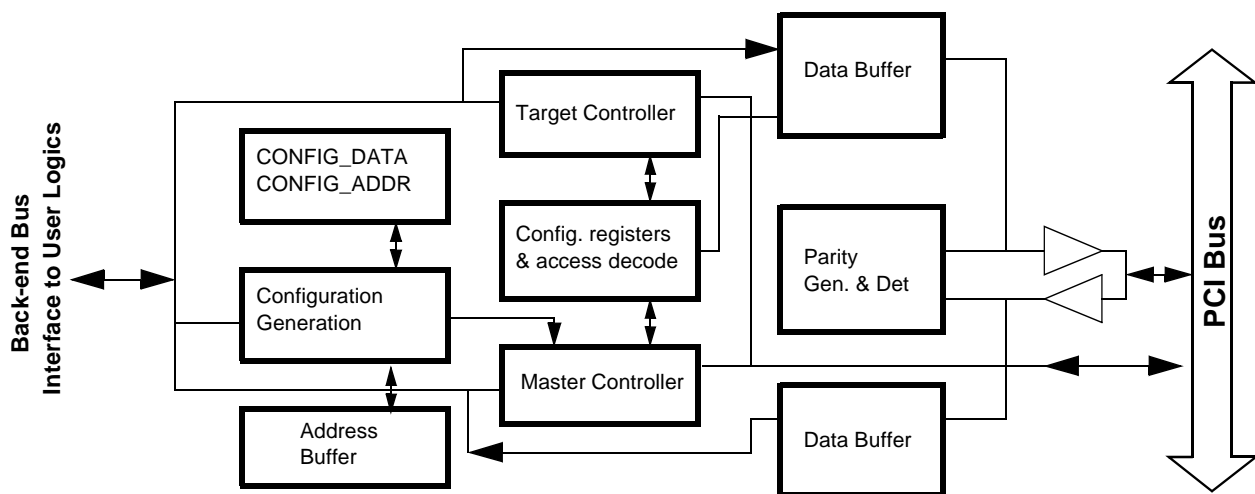 Back-end Bus
Interface to User Logics
CONFIG_DATA
CONFIG_ADDR
Configuration
Generation
Address
Buffer
Target Controller
Config. registers
& access decode
Master Controller
Data Buffer
Parity
Gen. & Det
Data Buffer
PCI Bus